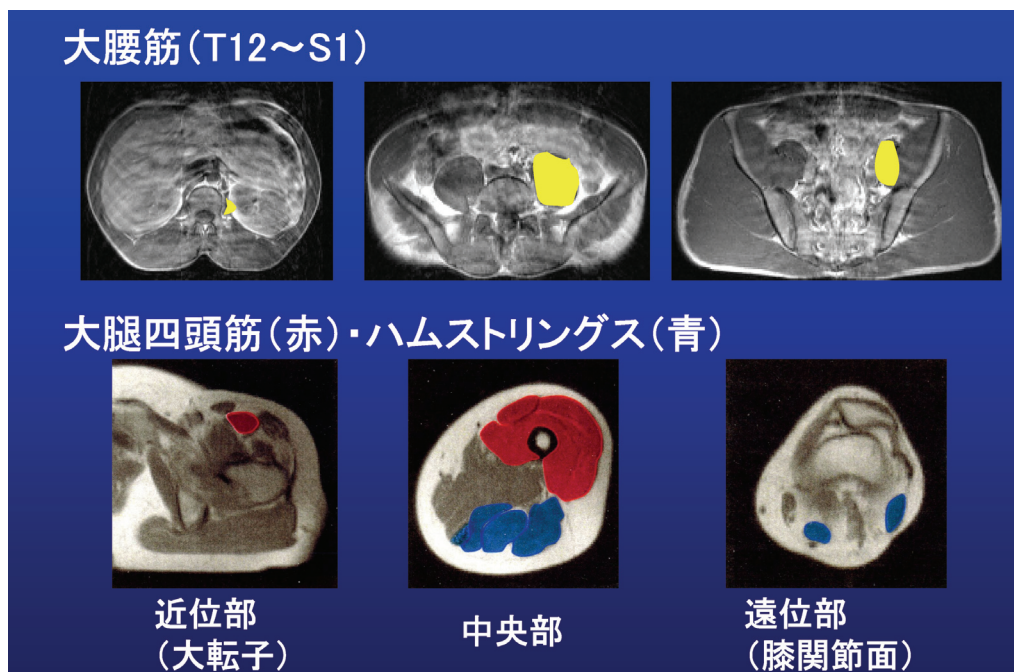 大腰筋(T12～S1)
大腿四頭筋(赤)・ハムストリングス(青)
近位部
(大転子)
中央部
遠位部
(膝関節面)